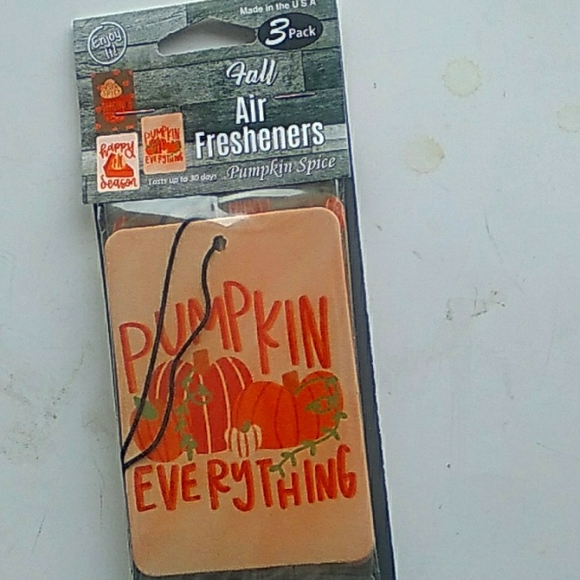 Made in the U S A
Enjoy It!
3 Pack
Fall
Air
Fresheners
Pumpkin Spice
Lasts up to 30 days
PUMPKIN
EVERYTHING
happy
season
PUMPKIN
EVERYTHING